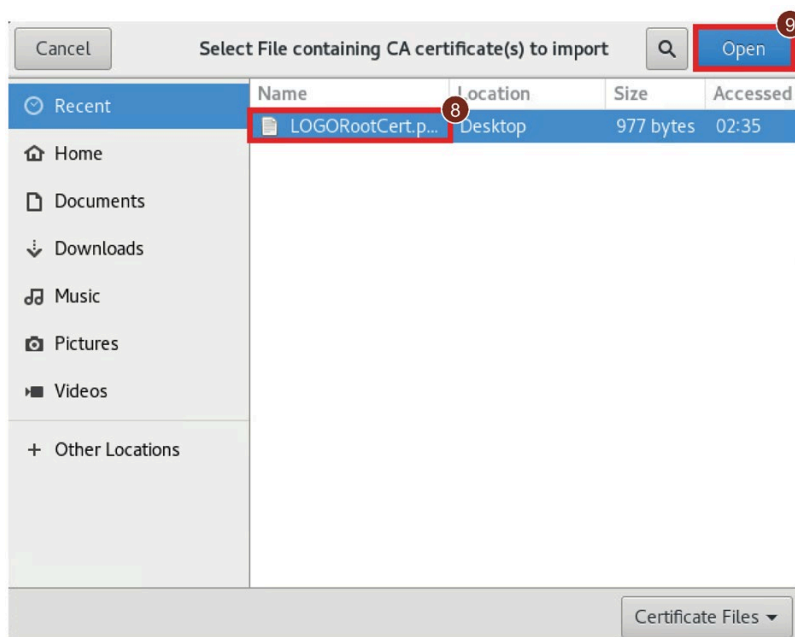 9
Cancel Select File containing CA certificate(s) to import Open
Name Location Size Accessed
8
Recent
LOGORootCert.p... Desktop 977 bytes 02:35
Home
Documents
Downloads
Music
Pictures
Videos
+ Other Locations
Certificate Files